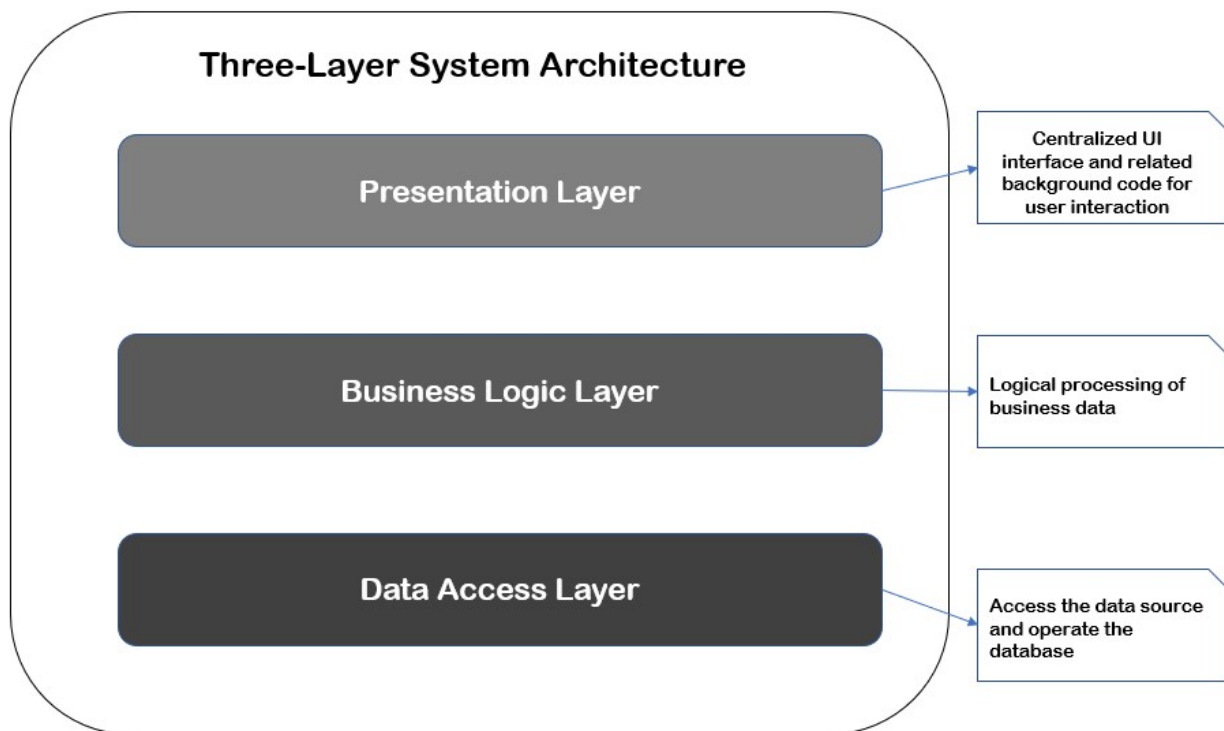 Three-Layer System Architecture
Presentation Layer
Centralized UI
interface and related
background code for
user interaction
Business Logic Layer
Logical processing of
business data
Data Access Layer
Access the data source
and operate the
database